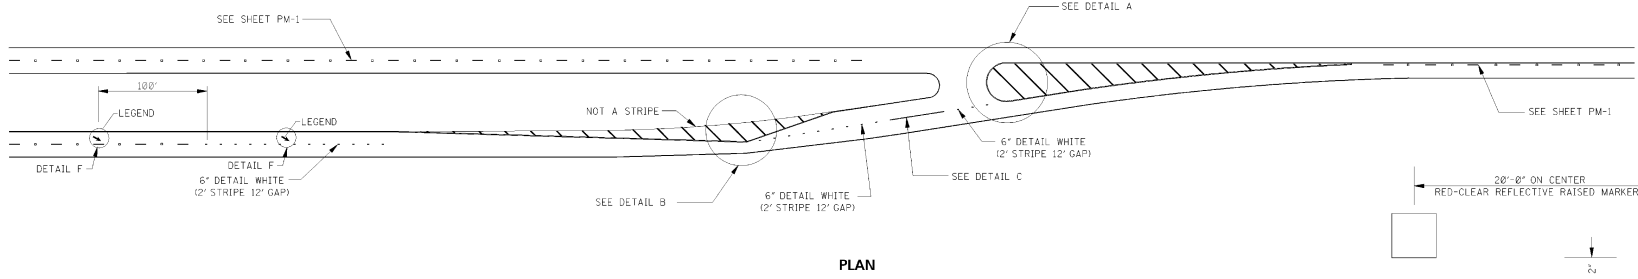 SEE SHEET PM-1
SEE DETAIL A
100'
LEGEND
LEGEND
NOT A STRIPE
SEE SHEET PM-1
DETAIL F
DETAIL F
6" DETAIL WHITE
(2' STRIPE 12' GAP)
6" DETAIL WHITE
(2' STRIPE 12' GAP)
SEE DETAIL C
6" DETAIL WHITE
(2' STRIPE 12' GAP)
SEE DETAIL B
20'-0" ON CENTER
RED-CLEAR REFLECTIVE RAISED MARKER
2"
PLAN